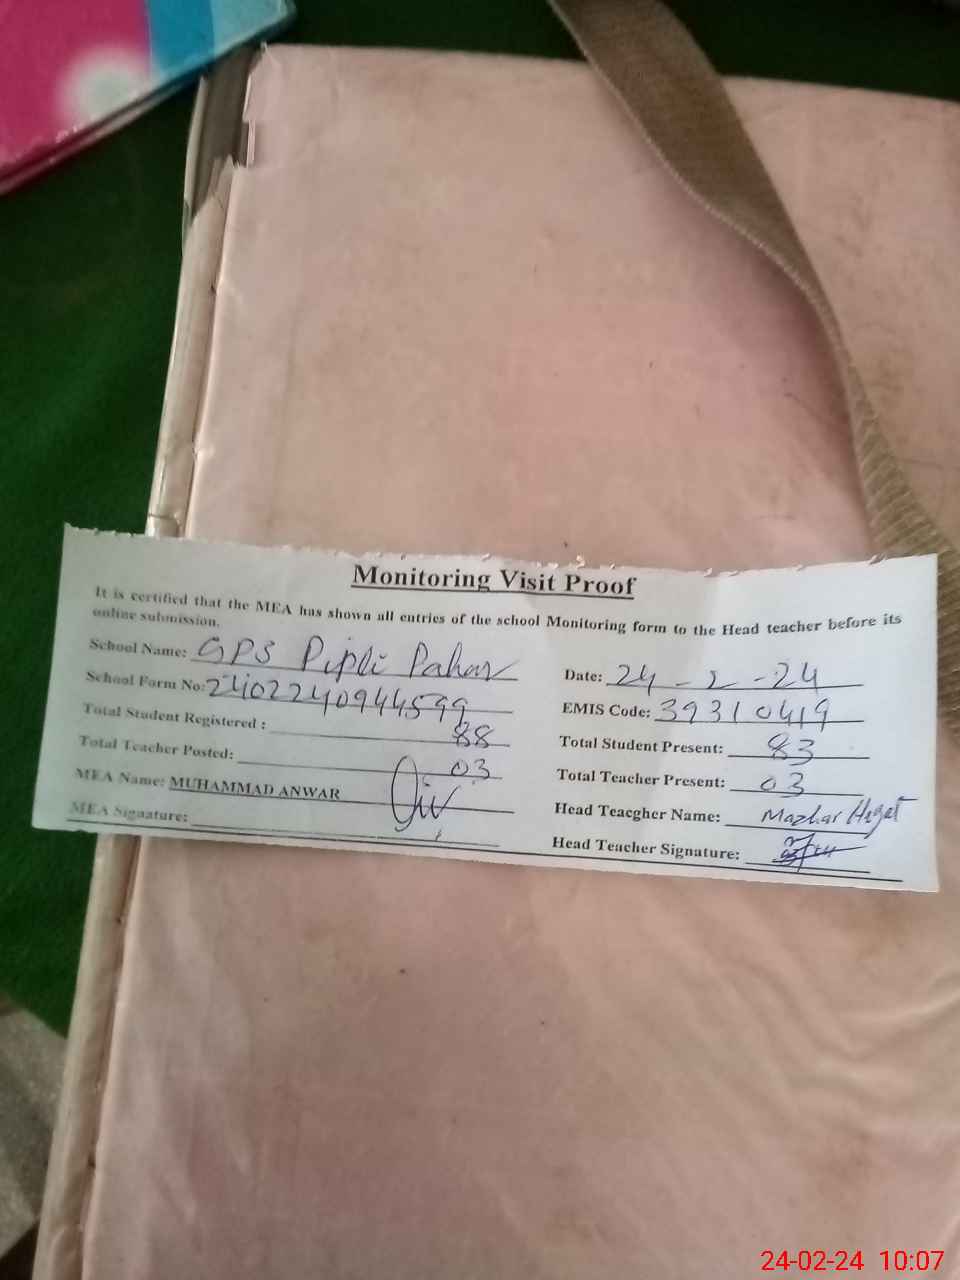 Monitoring Visit Proof
It is certified that the MEA has shown all entries of the school Monitoring form to the Head teacher before its
online submission.
School Name: GPS Pipli Pahar
Date: 24-2-24
School Form No: 2402240944599
EMIS Code: 39310419
Total Student Registered : 88
Total Student Present: 83
Total Teacher Posted: 03
Total Teacher Present: 03
MEA Name: MUHAMMAD ANWAR
Head Teacgher Name: Mazhar
MEA Signature:
Head Teacher Signature:
24-02-24 10:07